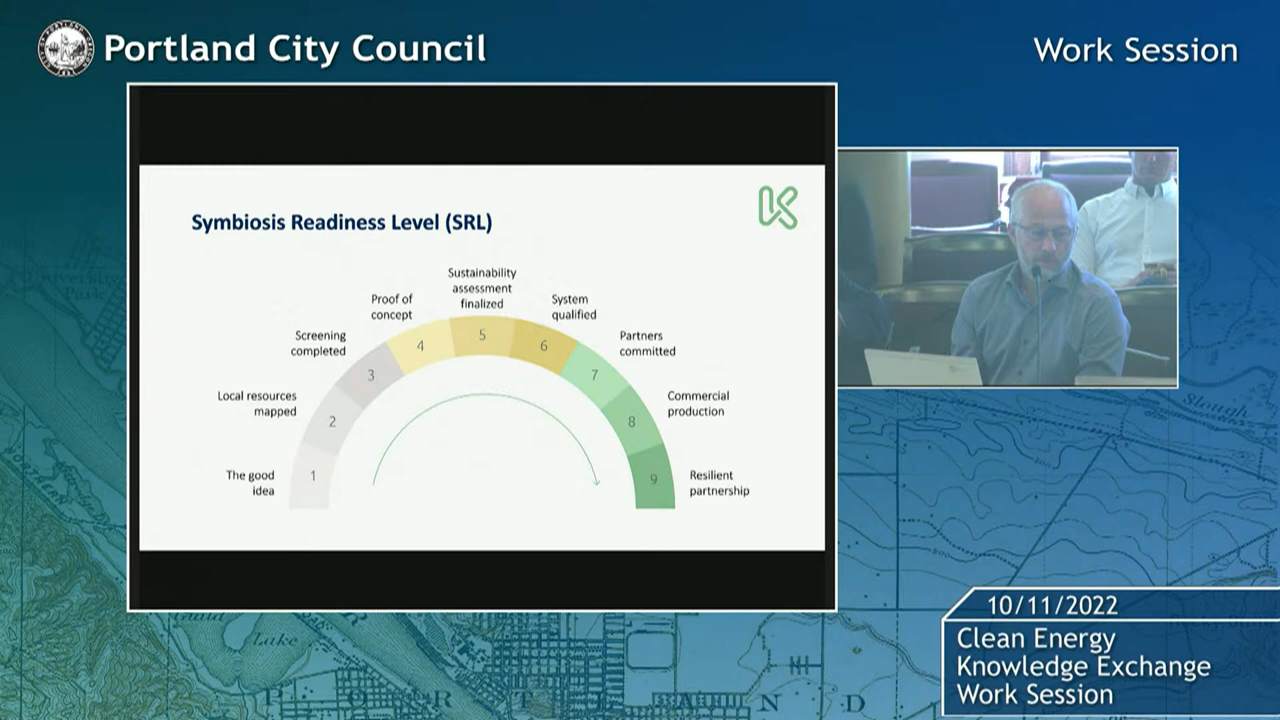 Portland City Council
Work Session
Symbiosis Readiness Level (SRL)
Sustainability
assessment
finalized
Proof of
concept
System
qualified
Screening
completed
Partners
committed
Local resources
mapped
Commercial
production
The good
idea
Resilient
partnership
1
2
3
4
5
6
7
8
9
Slough
Lake
10/11/2022
Clean Energy
Knowledge Exchange
Work Session